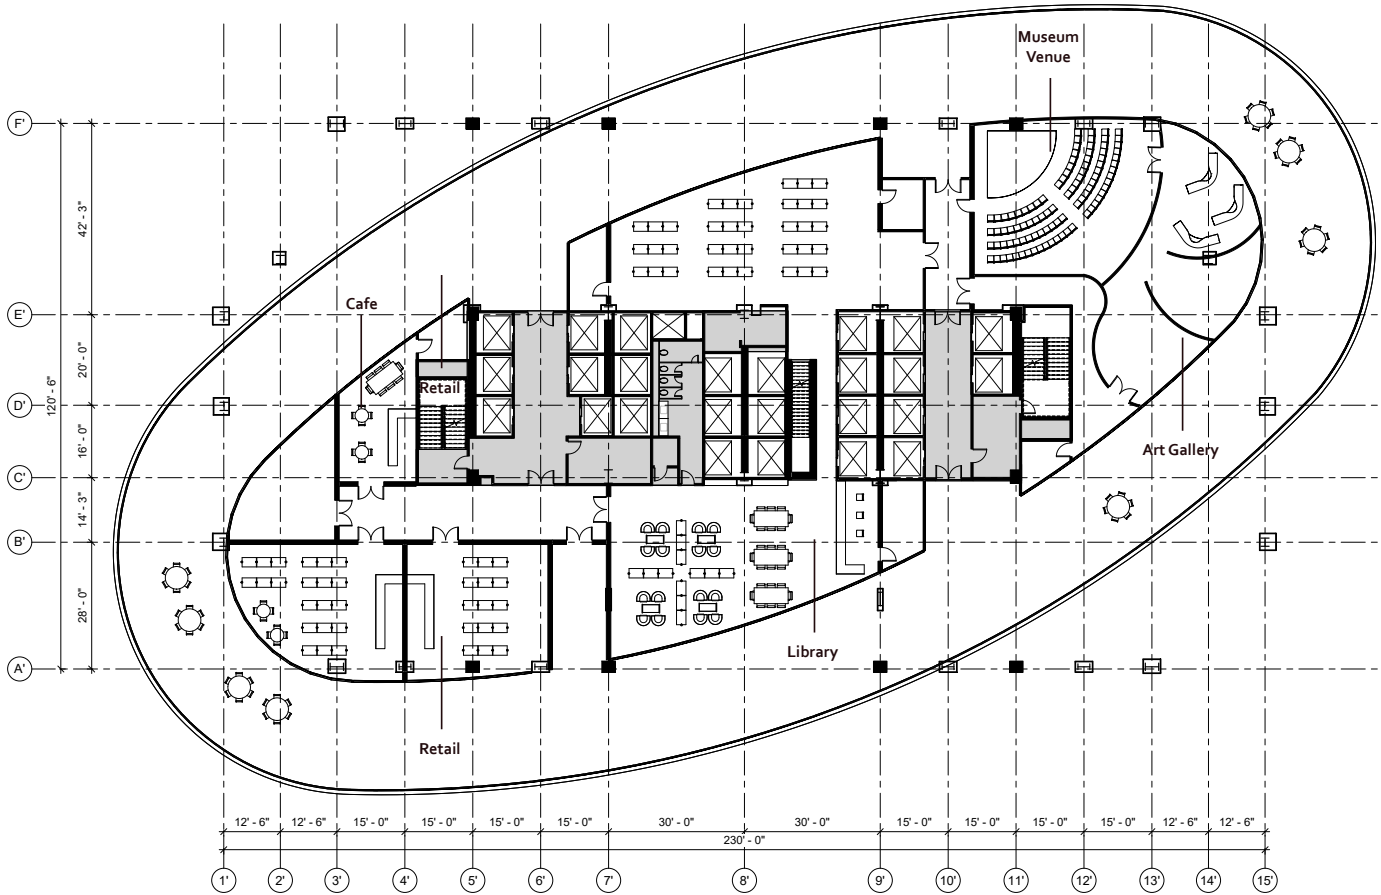 Museum
Venue
F'
42' - 3"
E'
Cafe
20' - 0"
120' - 6"
Retail
D'
16' - 0"
Art Gallery
C'
14' - 3"
B'
28' - 0"
Library
A'
Retail
12' - 6" 12' - 6" 15' - 0" 15' - 0" 15' - 0" 15' - 0" 30' - 0" 30' - 0" 15' - 0" 15' - 0" 15' - 0" 15' - 0" 12' - 6" 12' - 6"
230' - 0"
1' 2' 3' 4' 5' 6' 7' 8' 9' 10' 11' 12' 13' 14' 15'